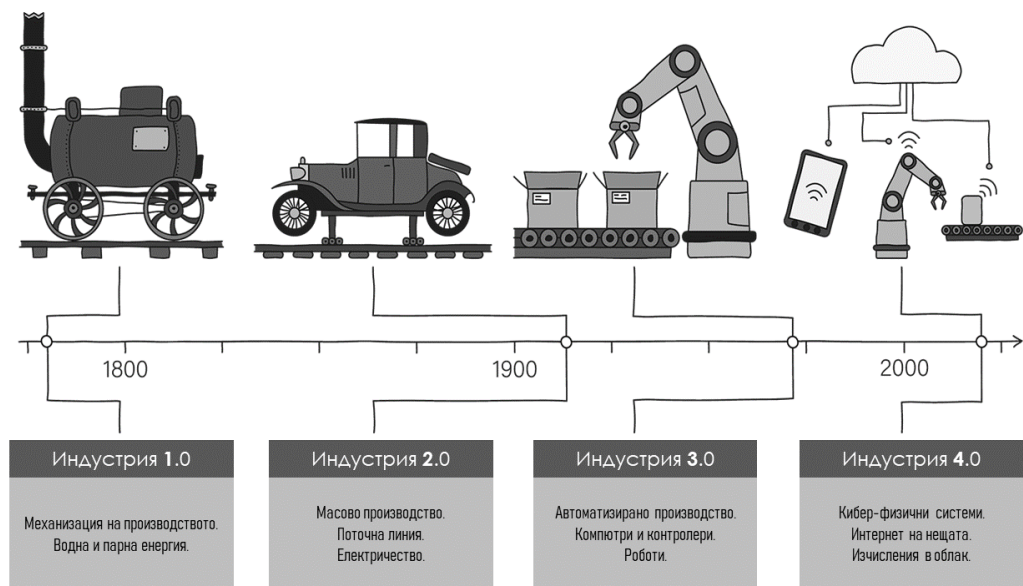 1800
1900
2000
Индустрия 1.0
Механизация на производството.
Водна и парна енергия.
Индустрия 2.0
Масово производство.
Поточна линия.
Електричество.
Индустрия 3.0
Автоматизирано производство.
Компютри и контролери.
Роботи.
Индустрия 4.0
Кибер-физични системи.
Интернет на нещата.
Изчисления в облак.